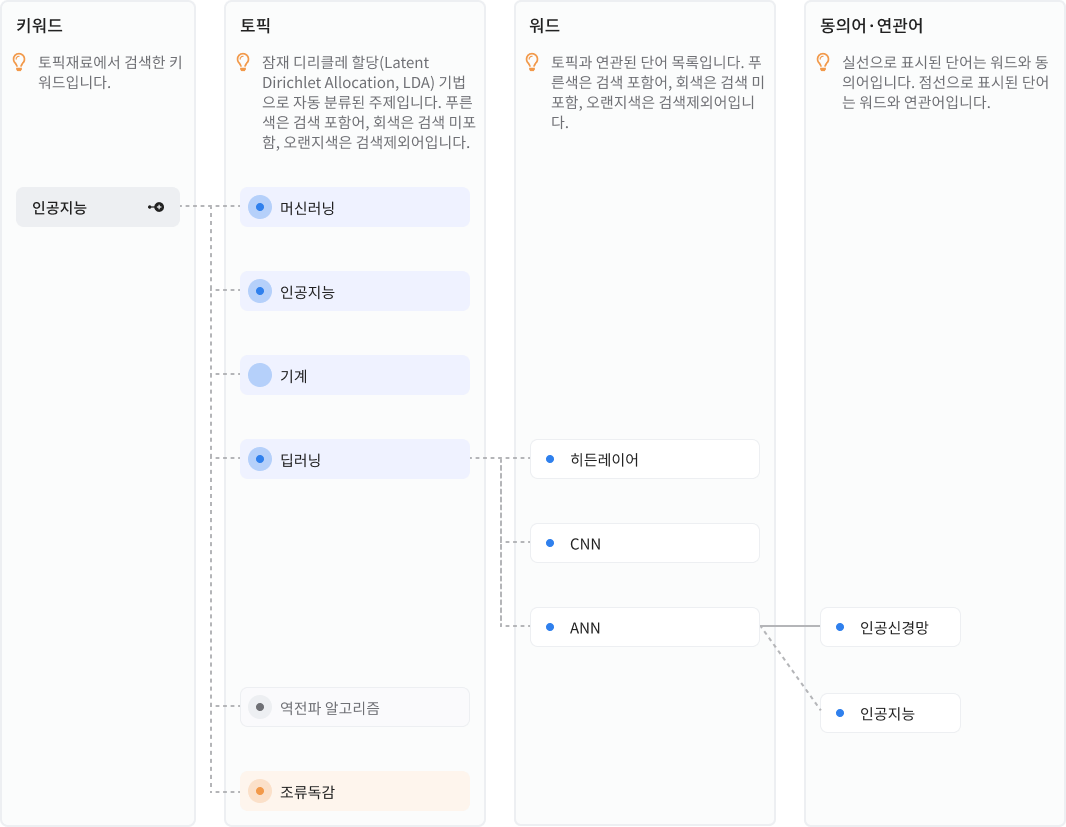 키워드
토픽재료에서 검색한 키
워드입니다.
인공지능
토픽
잠재 디리클레 할당(Latent
Dirichlet Allocation, LDA) 기법
으로 자동 분류된 주제입니다. 푸른
색은 검색 포함어, 회색은 검색 미포
함, 오랜지색은 검색제외어입니다.
머신러닝
인공지능
기계
딥러닝
역전파 알고리즘
조류독감
워드
토픽과 연관된 단어 목록입니다. 푸
른색은 검색 포함어, 회색은 검색 미
포함, 오랜지색은 검색제외어입니
다.
히든레이어
CNN
ANN
동의어·연관어
실선으로 표시된 단어는 워드와 동
의어입니다. 점선으로 표시된 단어
는 워드와 연관어입니다.
인공신경망
인공지능